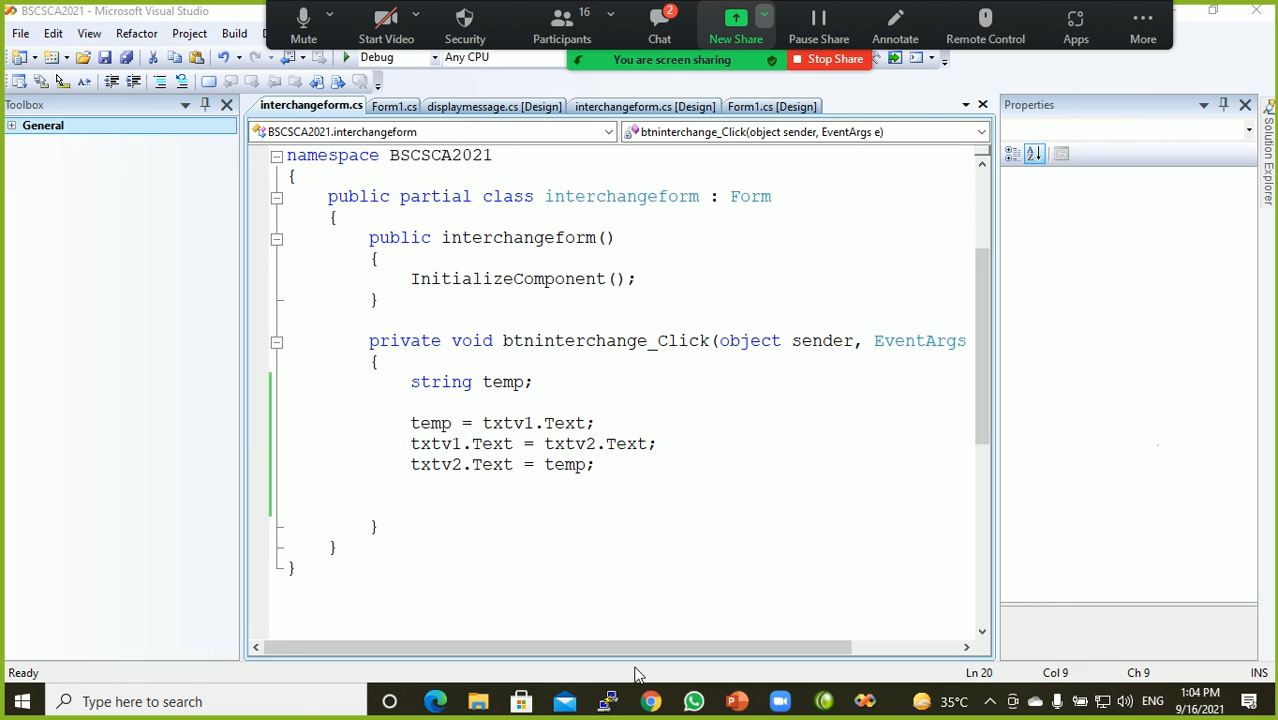 BSCSCA2021 - Microsoft Visual Studio
File Edit View Refactor Project Build
Mute
Start Video
Security
16
Participants
2
Chat
New Share
Pause Share
Annotate
Remote Control
Apps
More
You are screen sharing
Stop Share
Debug
Any CPU
Toolbox
General
interchangeform.cs
Form1.cs
displaymessage.cs [Design]
interchangeform.cs [Design]
Form1.cs [Design]
BSCSCA2021.interchangeform
btninterchange_Click(object sender, EventArgs e)
namespace BSCSCA2021
{
public partial class interchangeform : Form
{
public interchangeform()
{
InitializeComponent();
}
private void btninterchange_Click(object sender, EventArgs
{
string temp;
temp = txtv1.Text;
txtv1.Text = txtv2.Text;
txtv2.Text = temp;
}
}
}
Properties
Solution Explorer
Ready
Ln 20
Col 9
Ch 9
INS
Type here to search
35°C
ENG
1:04 PM
9/16/2021